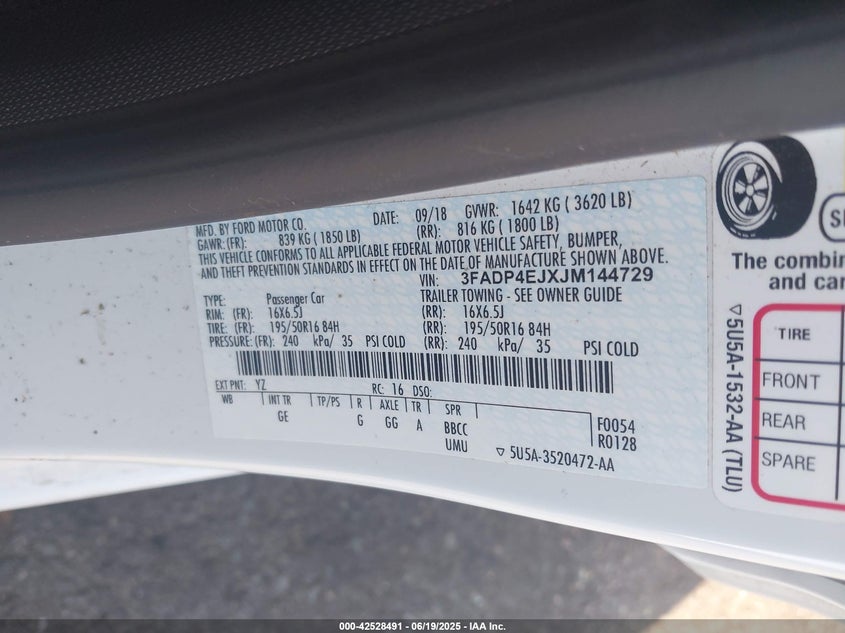 MFD. BY FORD MOTOR CO. DATE: 09/18 GVWR: 1642 KG ( 3620 LB)
GAWR: (FR): 839 KG ( 1850 LB) (RR): 816 KG ( 1800 LB)
THIS VEHICLE CONFORMS TO ALL APPLICABLE FEDERAL MOTOR VEHICLE SAFETY, BUMPER,
AND THEFT PREVENTION STANDARDS IN EFFECT ON THE DATE OF MANUFACTURE SHOWN ABOVE.
VIN: 3FADP4EJXJM144729
TYPE: Passenger Car TRAILER TOWING - SEE OWNER GUIDE
RIM: (FR): 16X6.5J (RR): 16X6.5J
TIRE: (FR): 195/50R16 84H (RR): 195/50R16 84H
PRESSURE: (FR): 240 kPa/ 35 PSI COLD (RR): 240 kPa/ 35 PSI COLD
EXT PNT: YZ RC: 16 DSO:
WB INT TR TP/PS R AXLE TR SPR
GE G GG A BBCC
UMU
F0054
R0128
▽ 5U5A-3520472-AA
The combin
and car
▽5U5A-1532-AA (TLU)
TIRE
FRONT
REAR
SPARE
000-42528491 - 06/19/2025 - IAA Inc.